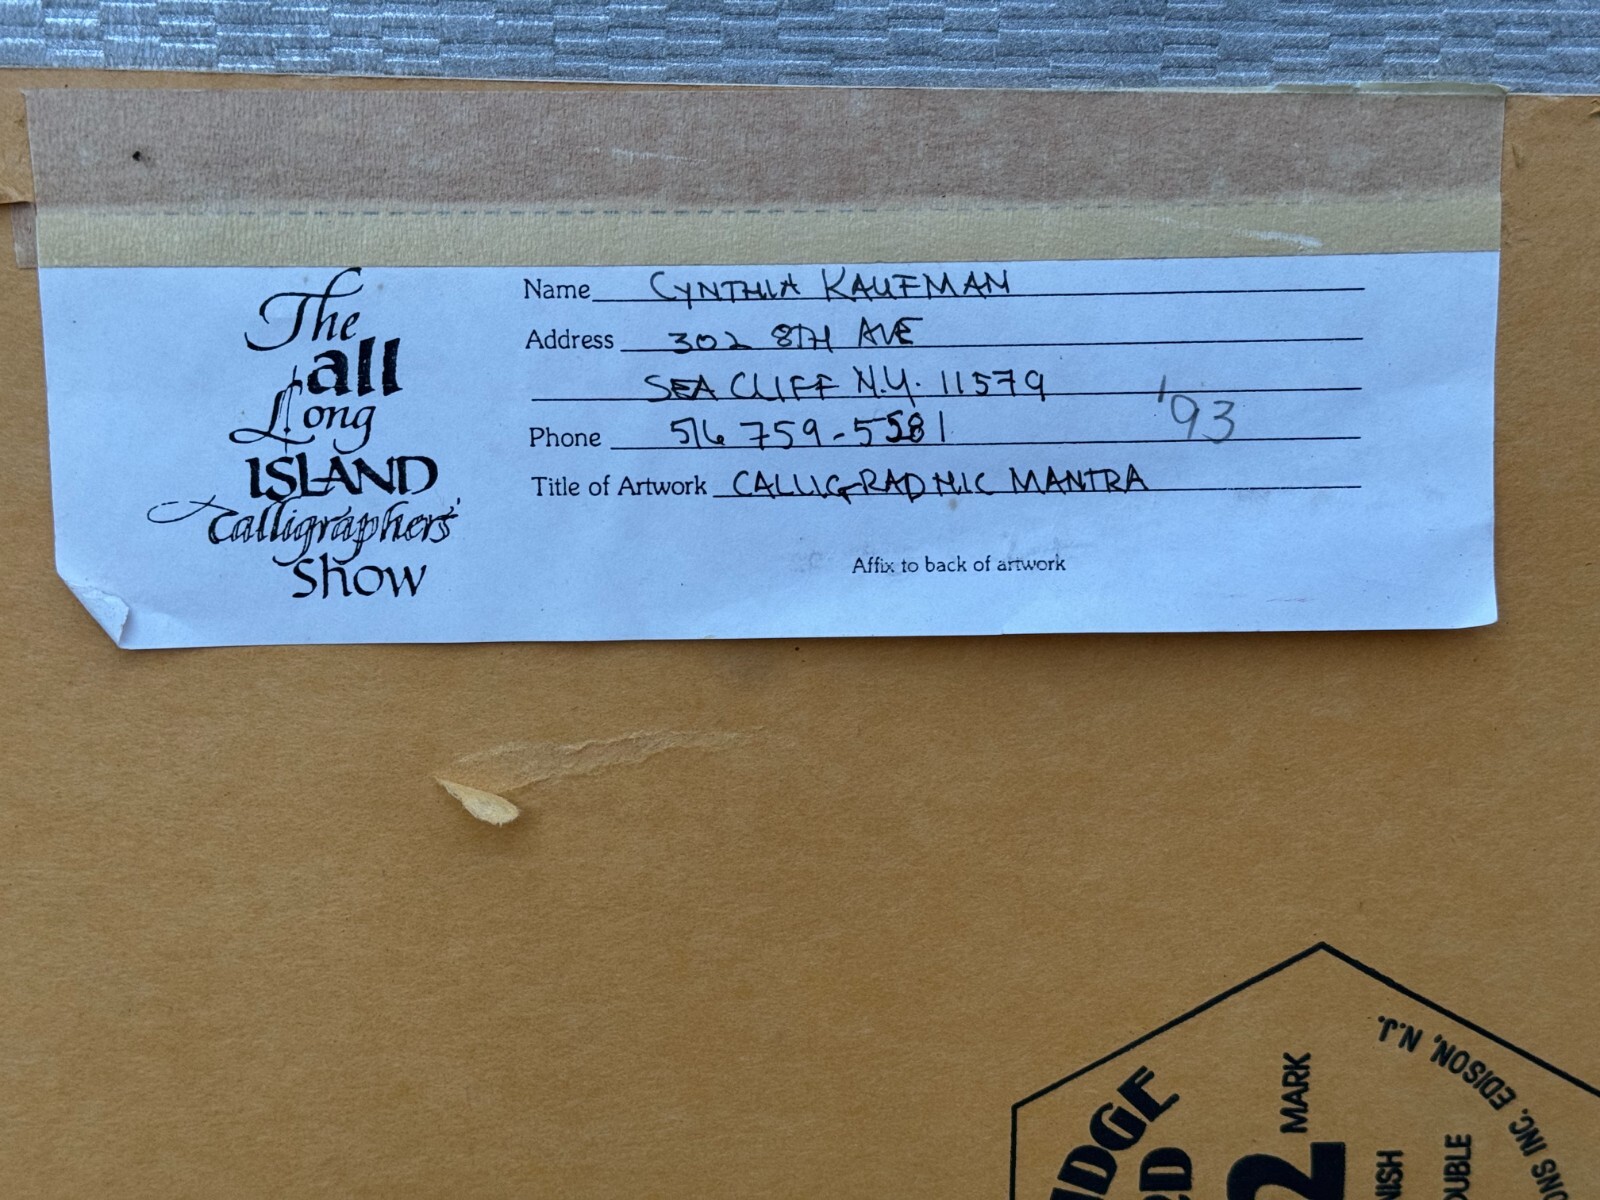 The
all
Long
ISLAND
Calligraphers'
Show
Name CYNTHIA KAUFMAN
Address 302 8TH AVE
SEA CLIFF N.Y. 11579
'93
Phone 516 759-5581
Title of Artwork CALLIGRAPHIC MANTRA
Affix to back of artwork
EDISON, N.J.
MARK
2